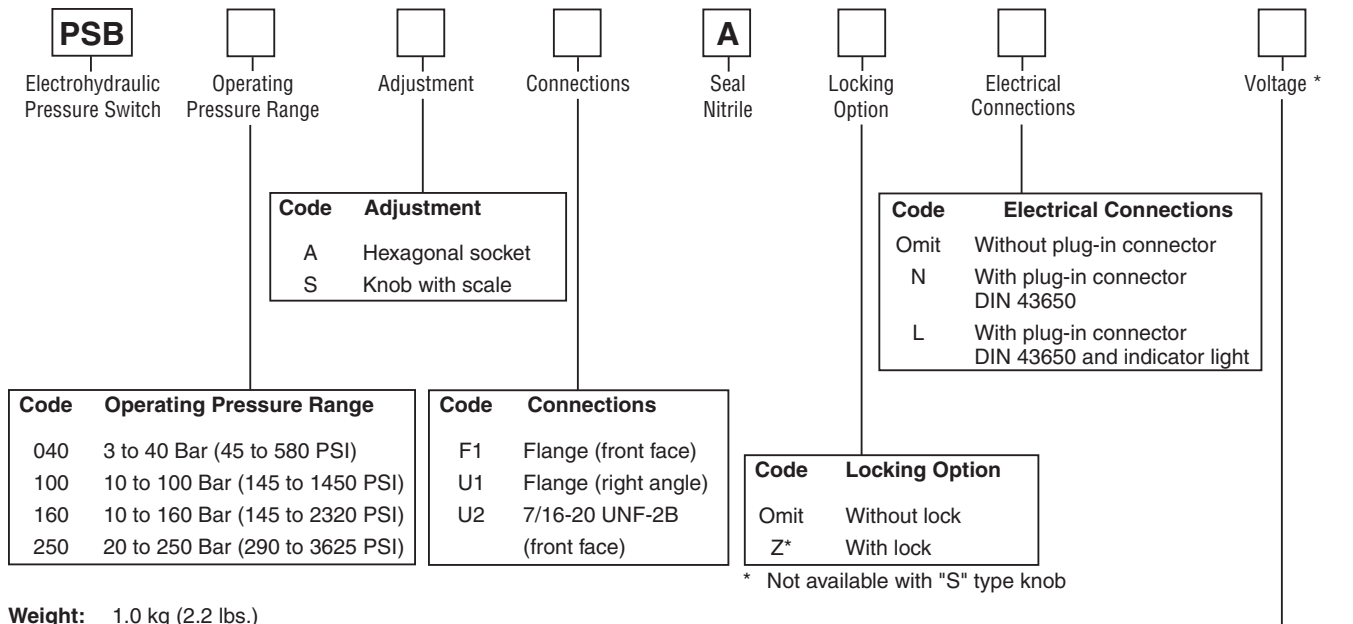 PSB A
Electrohydraulic Pressure Switch
Operating Pressure Range
Adjustment
Connections
Seal Nitrile
Locking Option
Electrical Connections
Voltage *
Code Adjustment
A Hexagonal socket
S Knob with scale
Code Electrical Connections
Omit Without plug-in connector
N With plug-in connector
DIN 43650
L With plug-in connector
DIN 43650 and indicator light
Code Operating Pressure Range
040 3 to 40 Bar (45 to 580 PSI)
100 10 to 100 Bar (145 to 1450 PSI)
160 10 to 160 Bar (145 to 2320 PSI)
250 20 to 250 Bar (290 to 3625 PSI)
Code Connections
F1 Flange (front face)
U1 Flange (right angle)
U2 7/16-20 UNF-2B
(front face)
Code Locking Option
Omit Without lock
Z* With lock
* Not available with "S" type knob
Weight: 1.0 kg (2.2 lbs.)